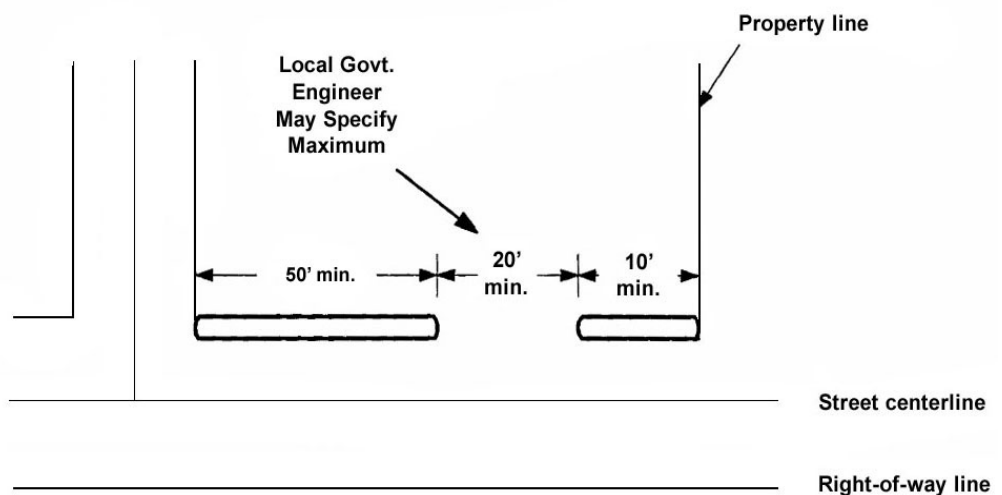 Property line
Local Govt.
Engineer
May Specify
Maximum
50' min.
20'
min.
10'
min.
Street centerline
Right-of-way line